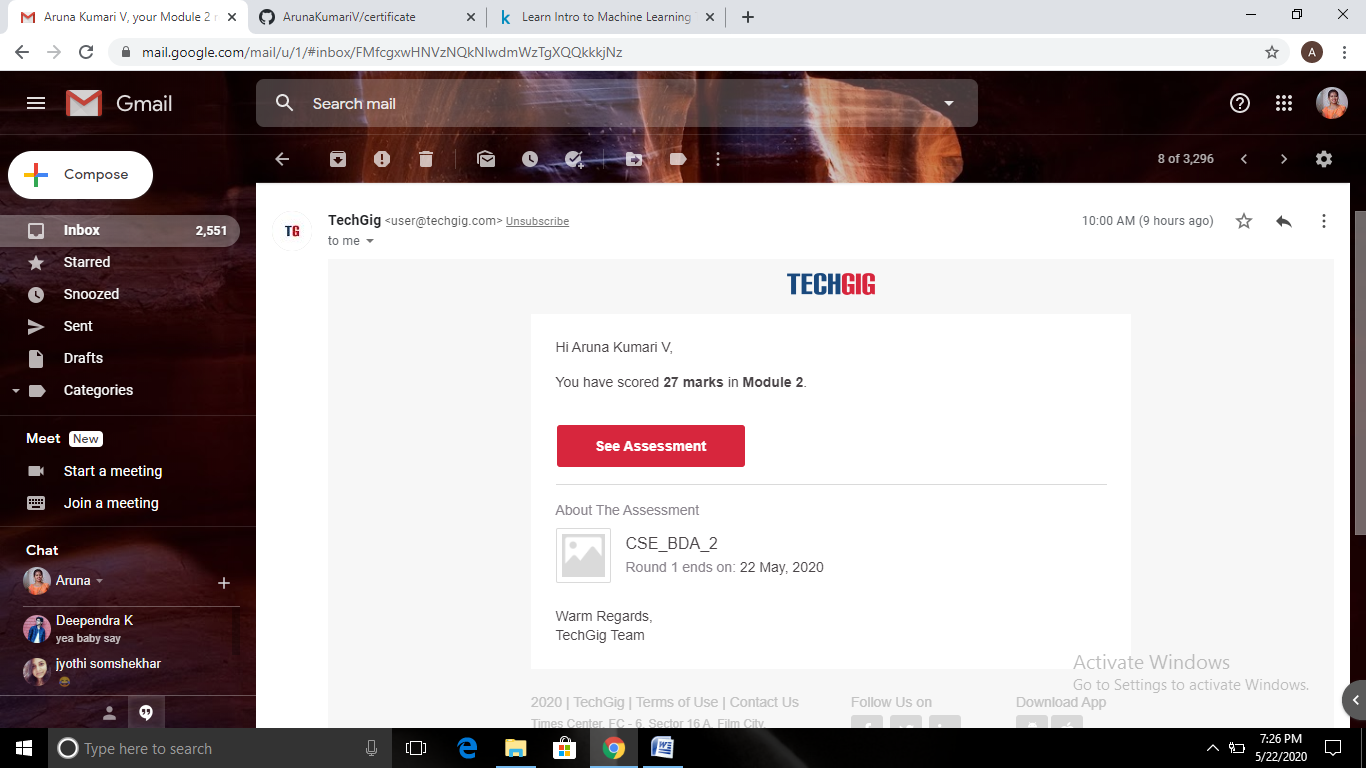 Aruna Kumari V, your Module 2 r
ArunaKumariV/certificate
Learn Intro to Machine Learning
mail.google.com/mail/u/1/#inbox/FMfcgxwHNVzNQkNlwdmWzTgXQQkkkjNz
A
Gmail
Search mail
Compose
8 of 3,296
Inbox 2,551
Starred
Snoozed
Sent
Drafts
Categories
Meet New
Start a meeting
Join a meeting
Chat
Aruna
Deependra K
yea baby say
jyothi somshekhar
TG
TechGig <user@techgig.com> Unsubscribe
10:00 AM (9 hours ago)
to me
TECHGIG
Hi Aruna Kumari V,
You have scored 27 marks in Module 2.
See Assessment
About The Assessment
CSE_BDA_2
Round 1 ends on: 22 May, 2020
Warm Regards,
TechGig Team
Activate Windows
Go to Settings to activate Windows.
2020 | TechGig | Terms of Use | Contact Us
Follow Us on
Download App
Times Center, FC - 6, Sector 16 A, Film City,
Type here to search
7:26 PM
5/22/2020